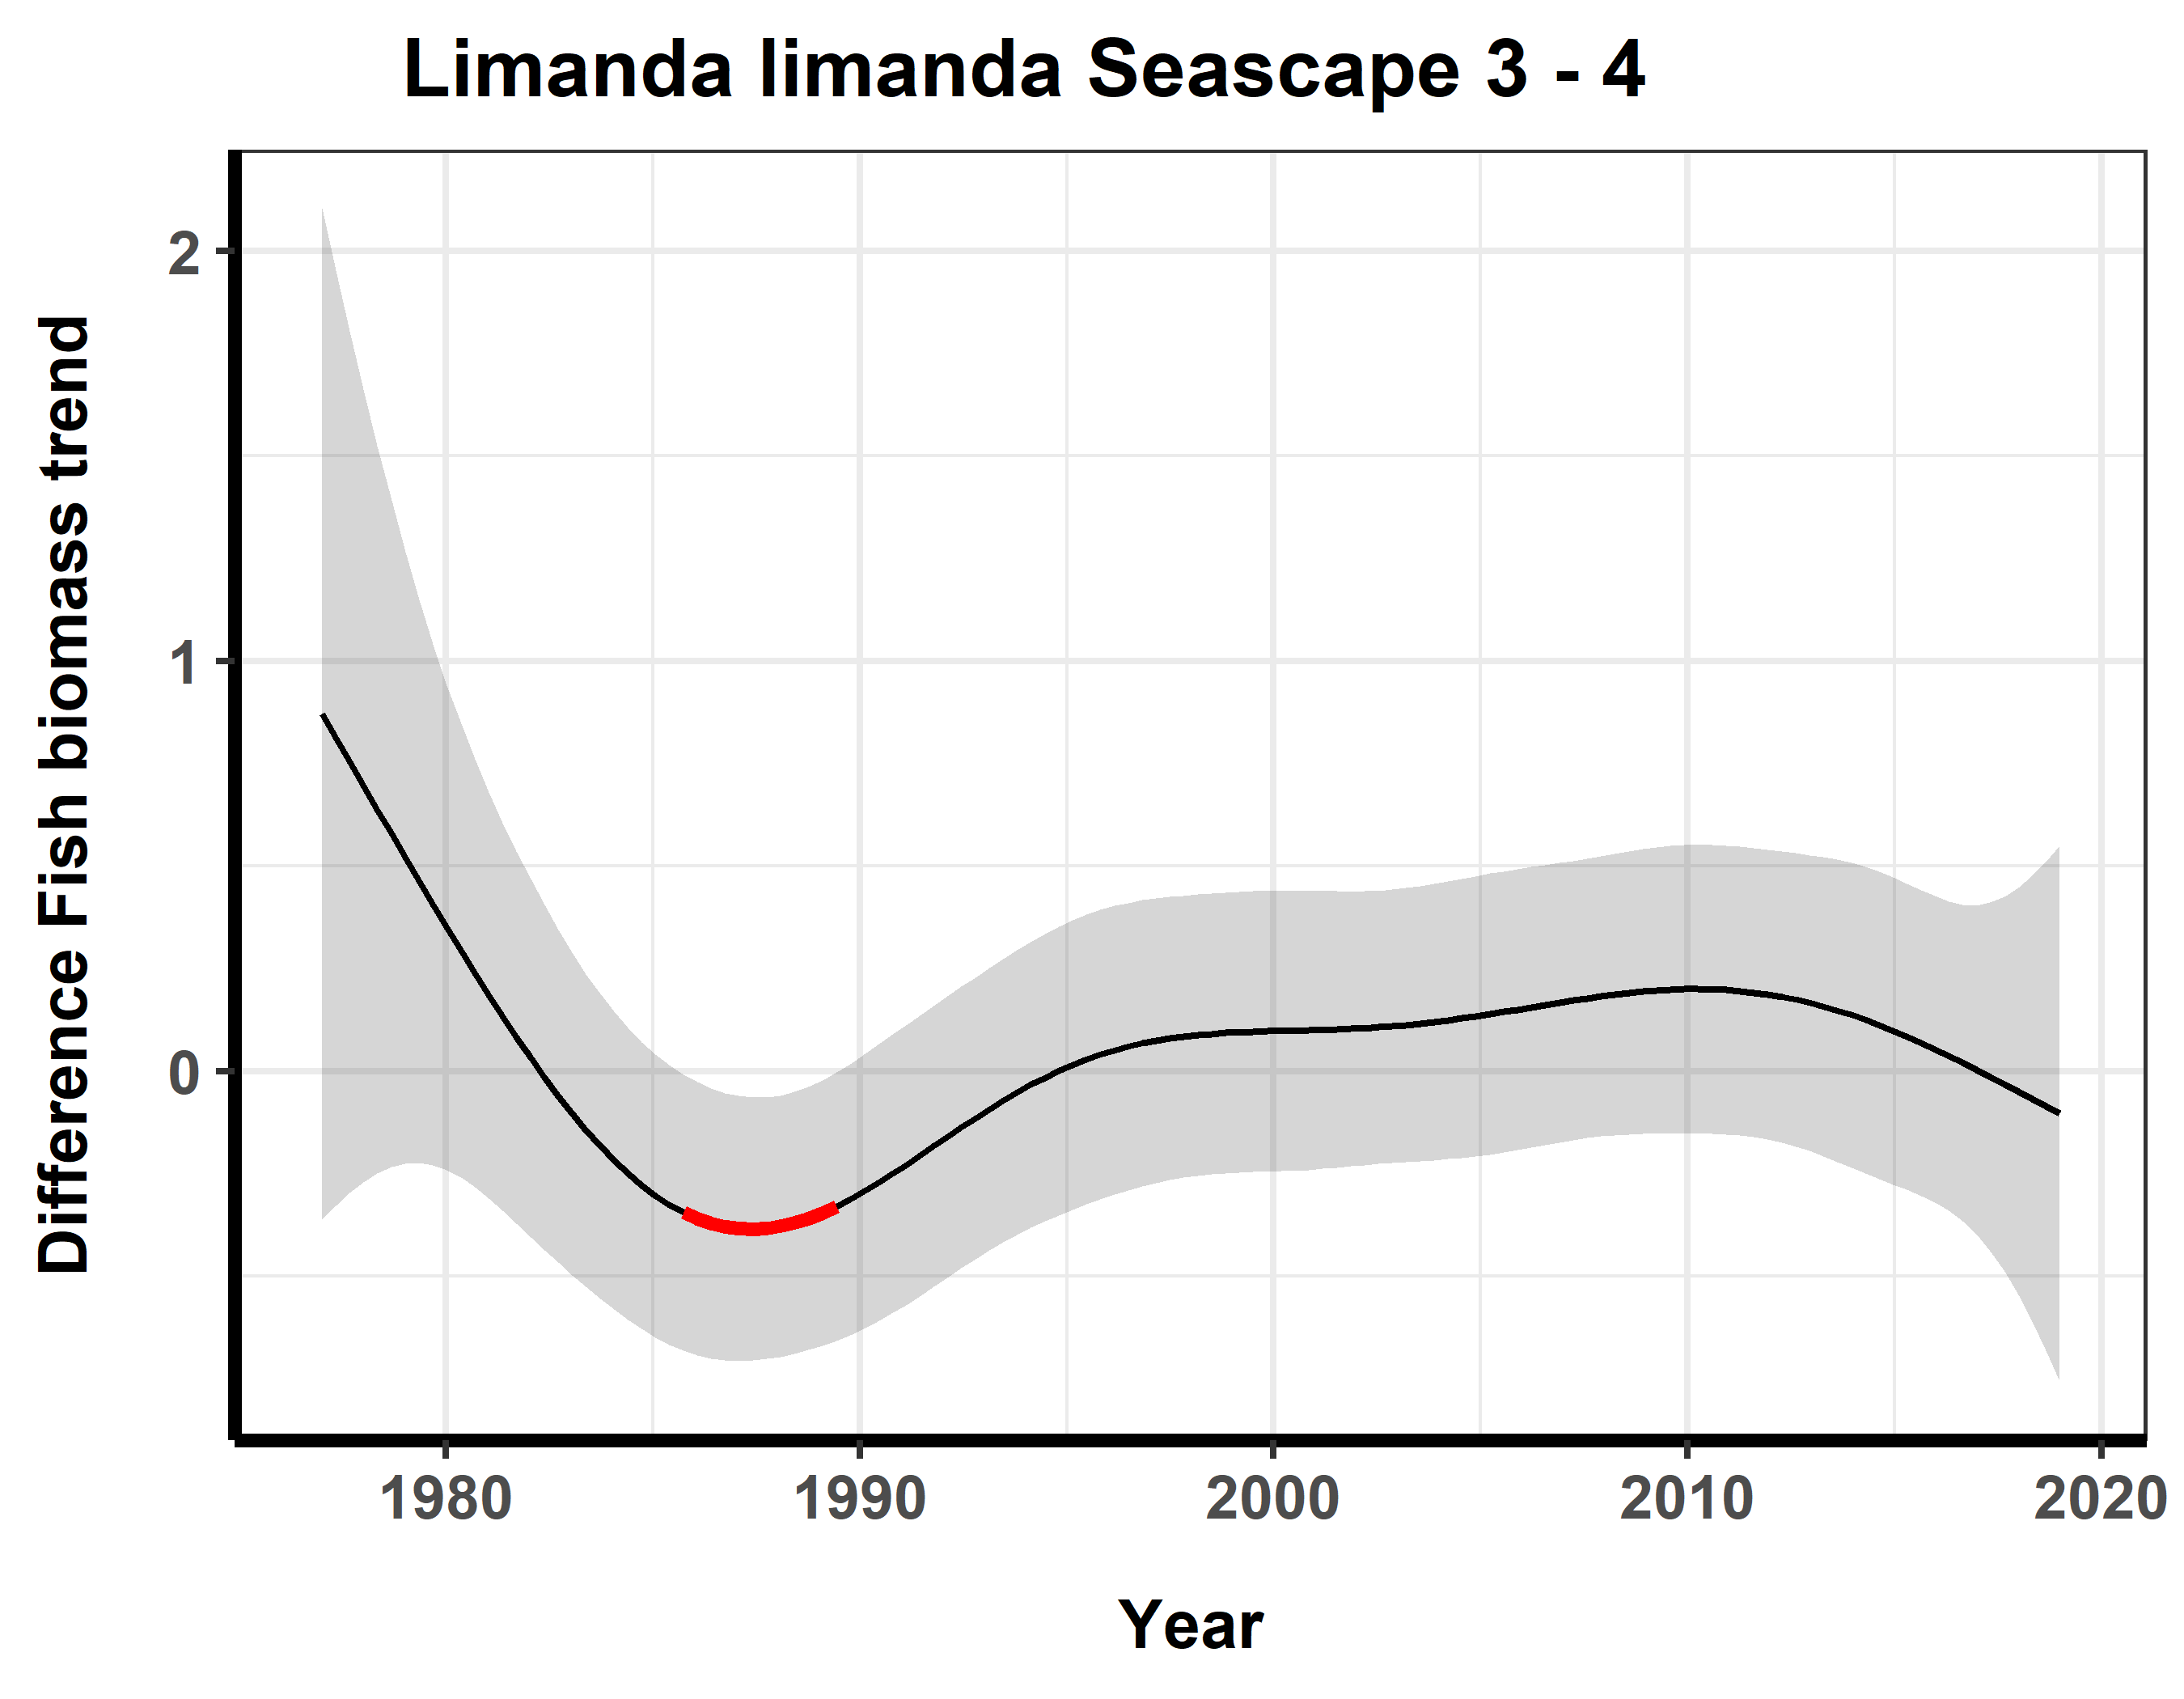 Limanda limanda Seascape 3 - 4
Difference Fish biomass trend
2
1
0
1980 1990 2000 2010 2020
Year